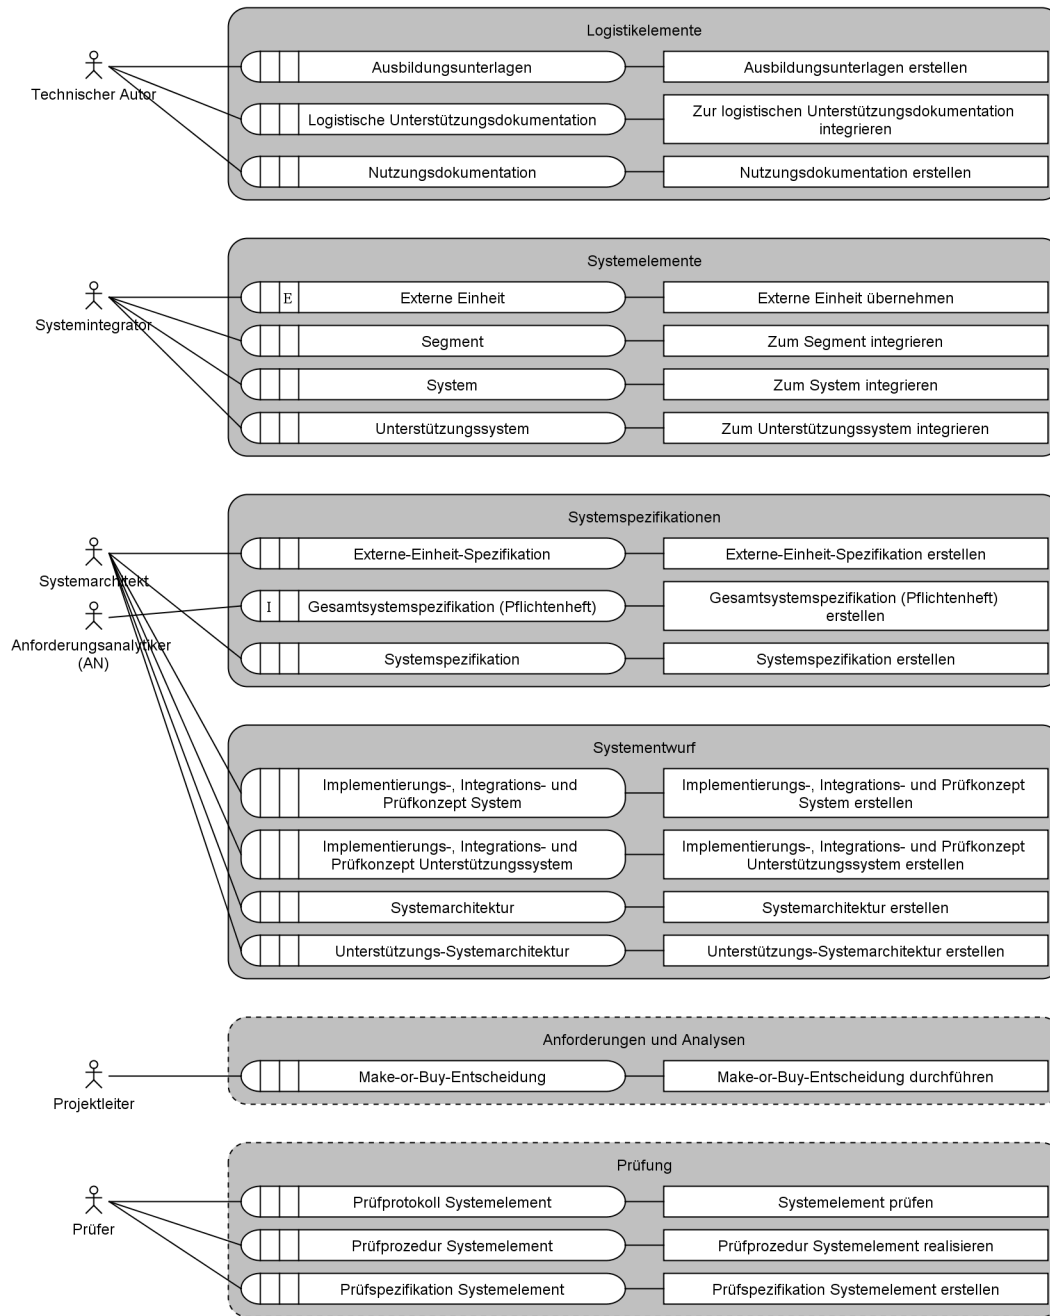 Logistikelemente
Technischer Autor
Ausbildungsunterlagen
Ausbildungsunterlagen erstellen
Logistische Unterstützungsdokumentation
Zur logistischen Unterstützungsdokumentation
integrieren
Nutzungsdokumentation
Nutzungsdokumentation erstellen
Systemelemente
Systemintegrator
E
Externe Einheit
Externe Einheit übernehmen
Segment
Zum Segment integrieren
System
Zum System integrieren
Unterstützungssystem
Zum Unterstützungssystem integrieren
Systemspezifikationen
Systemarchitekt
Externe-Einheit-Spezifikation
Externe-Einheit-Spezifikation erstellen
Anforderungsanalytiker
(AN)
I
Gesamtsystemspezifikation (Pflichtenheft)
Gesamtsystemspezifikation (Pflichtenheft)
erstellen
Systemspezifikation
Systemspezifikation erstellen
Systementwurf
Implementierungs-, Integrations- und
Prüfkonzept System
Implementierungs-, Integrations- und Prüfkonzept
System erstellen
Implementierungs-, Integrations- und
Prüfkonzept Unterstützungssystem
Implementierungs-, Integrations- und Prüfkonzept
Unterstützungssystem erstellen
Systemarchitektur
Systemarchitektur erstellen
Unterstützungs-Systemarchitektur
Unterstützungs-Systemarchitektur erstellen
Anforderungen und Analysen
Projektleiter
Make-or-Buy-Entscheidung
Make-or-Buy-Entscheidung durchführen
Prüfung
Prüfer
Prüfprotokoll Systemelement
Systemelement prüfen
Prüfprozedur Systemelement
Prüfprozedur Systemelement realisieren
Prüfspezifikation Systemelement
Prüfspezifikation Systemelement erstellen